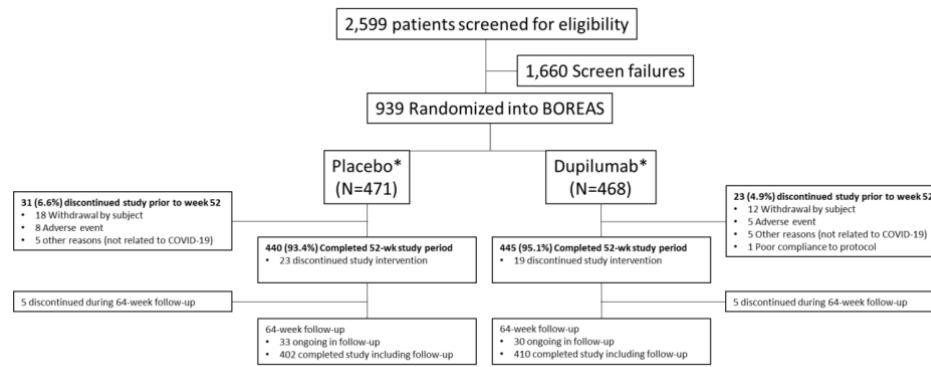 2,599 patients screened for eligibility
1,660 Screen failures
939 Randomized into BOREAS
Placebo*
(N=471)
Dupilumab*
(N=468)
31 (6.6%) discontinued study prior to week 52
• 18 Withdrawal by subject
• 8 Adverse event
• 5 other reasons (not related to COVID-19)
23 (4.9%) discontinued study prior to week 52
• 12 Withdrawal by subject
• 5 Adverse event
• 5 Other reasons (not related to COVID-19)
• 1 Poor compliance to protocol
440 (93.4%) Completed 52-wk study period
• 23 discontinued study intervention
445 (95.1%) Completed 52-wk study period
• 19 discontinued study intervention
5 discontinued during 64-week follow-up
5 discontinued during 64-week follow-up
64-week follow-up
• 33 ongoing in follow-up
• 402 completed study including follow-up
64-week follow-up
• 30 ongoing in follow-up
• 410 completed study including follow-up